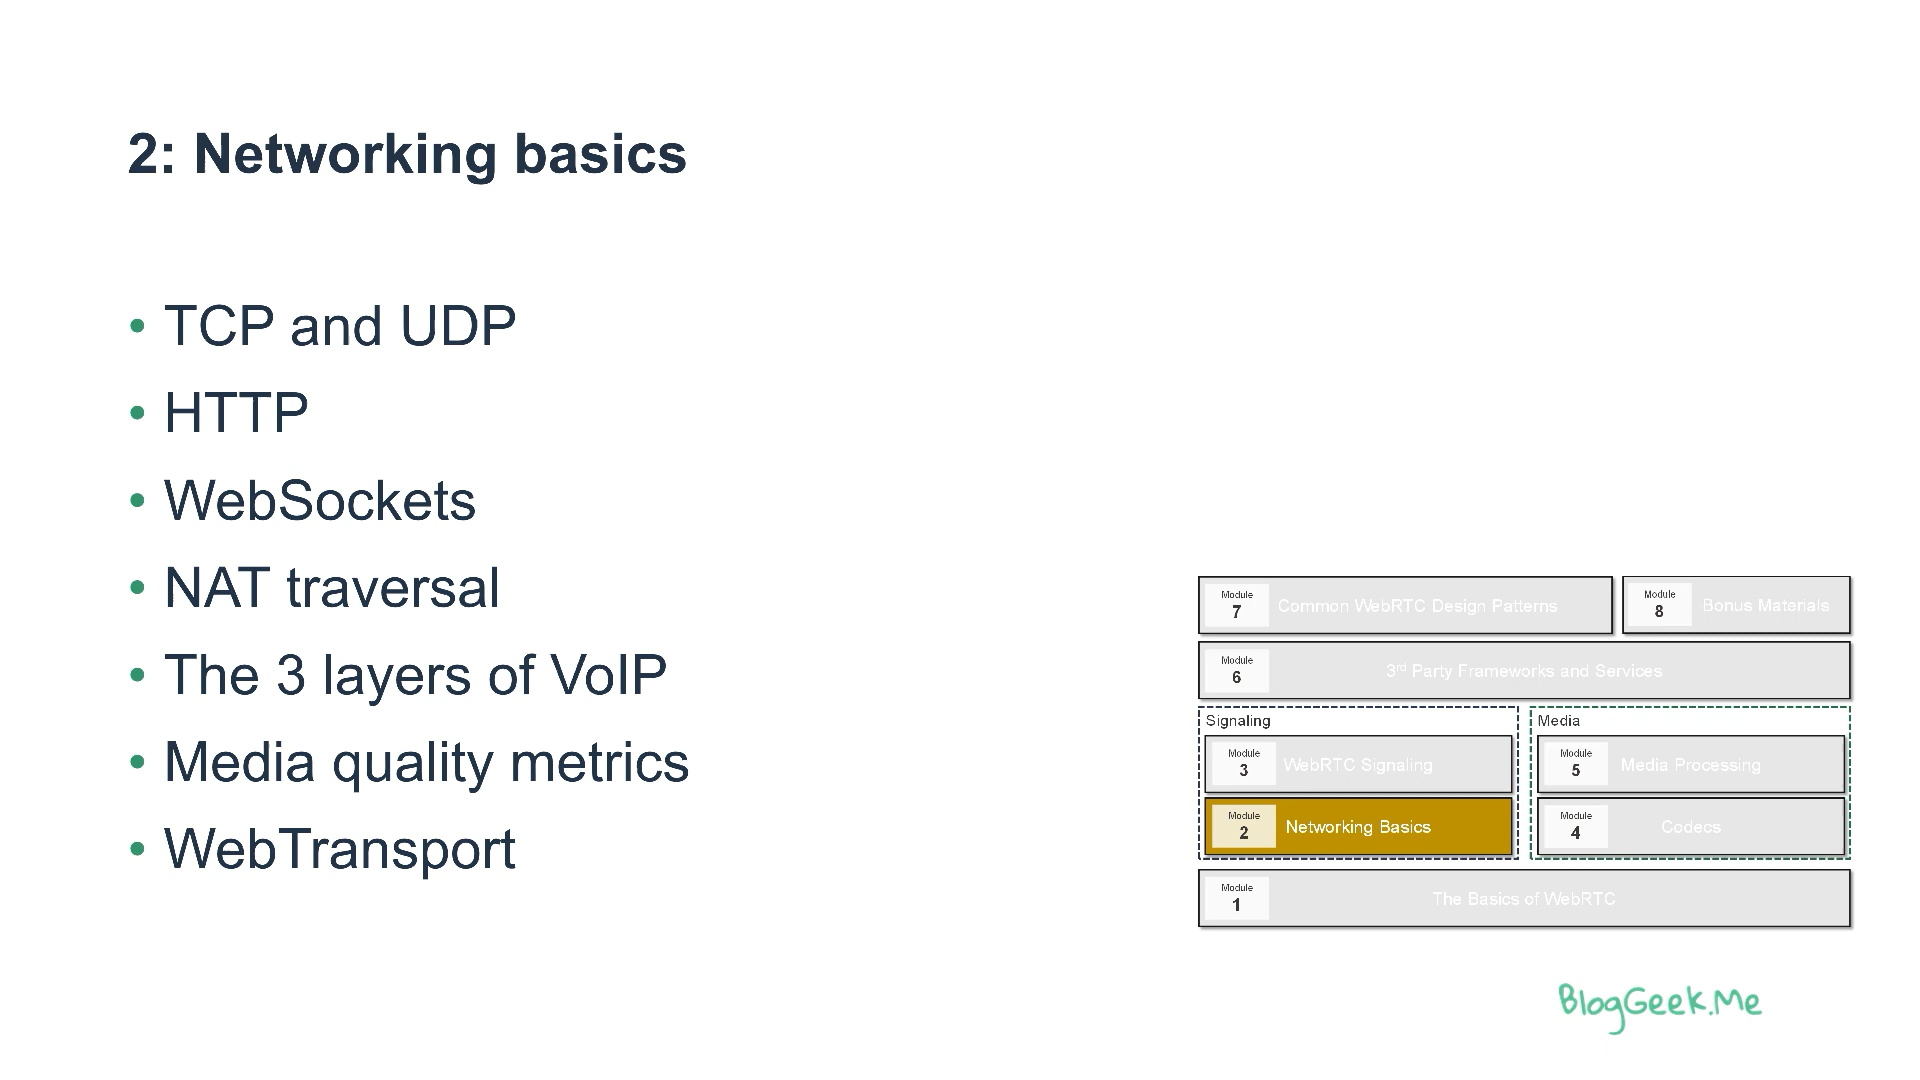 2: Networking basics
• TCP and UDP
• HTTP
• WebSockets
• NAT traversal
• The 3 layers of VoIP
• Media quality metrics
• WebTransport
Module
7
Common WebRTC Design Patterns
Module
8
Bonus Materials
Module
6
3rd Party Frameworks and Services
Signaling
Module
3
WebRTC Signaling
Module
2
Networking Basics
Media
Module
5
Media Processing
Module
4
Codecs
Module
1
The Basics of WebRTC
BlogGeek.Me